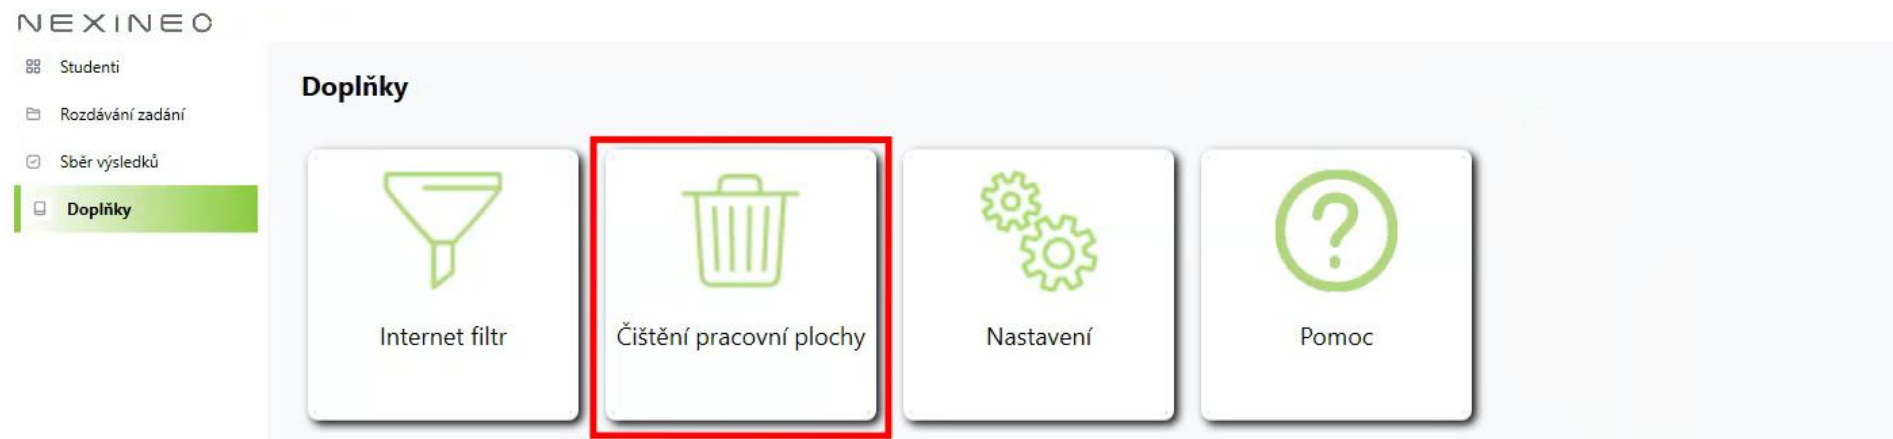 NEXINEO
Studenti
Rozdávání zadání
Sběr výsledků
Doplňky
Doplňky
Internet filtr
Čištění pracovní plochy
Nastavení
Pomoc